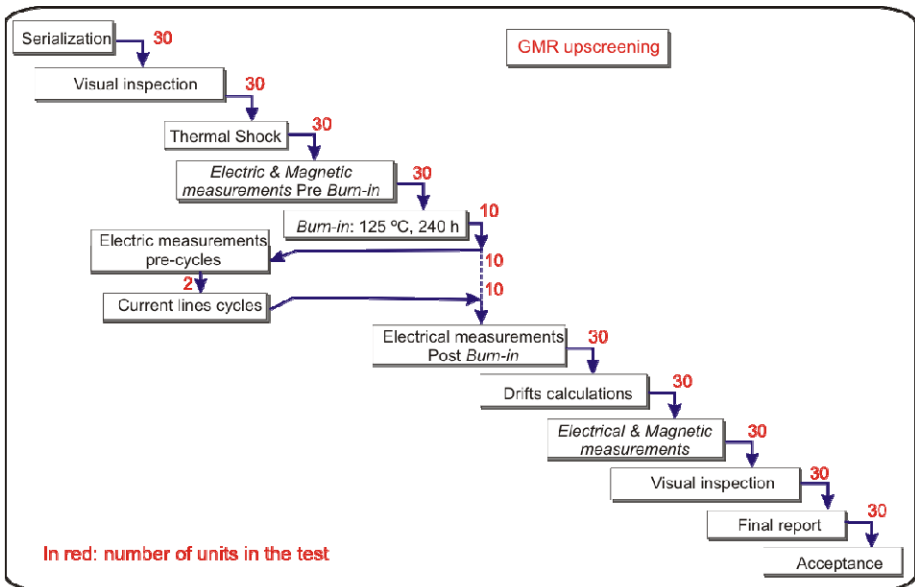 GMR upscreening
Serialization
30
Visual inspection
30
Thermal Shock
30
Electric & Magnetic
measurements Pre Burn-in
30
Burn-in: 125 ºC, 240 h
10
Electric measurements
pre-cycles
10
2
Current lines cycles
10
Electrical measurements
Post Burn-in
30
Drifts calculations
30
Electrical & Magnetic
measurements
30
Visual inspection
30
Final report
30
Acceptance
In red: number of units in the test